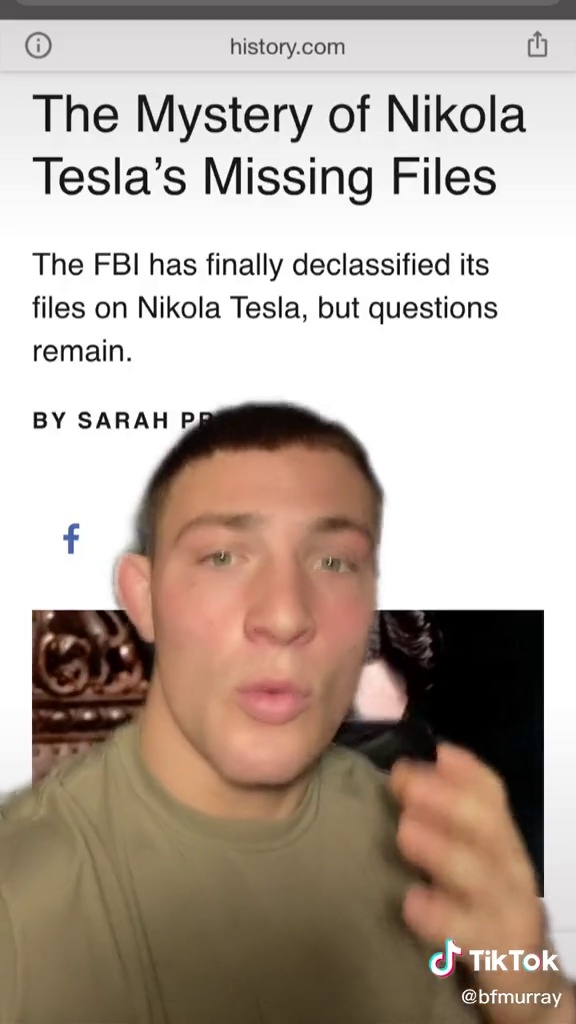 history.com
The Mystery of Nikola
Tesla's Missing Files
The FBI has finally declassified its
files on Nikola Tesla, but questions
remain.
BY SARAH
f
TikTok
@bfmurray